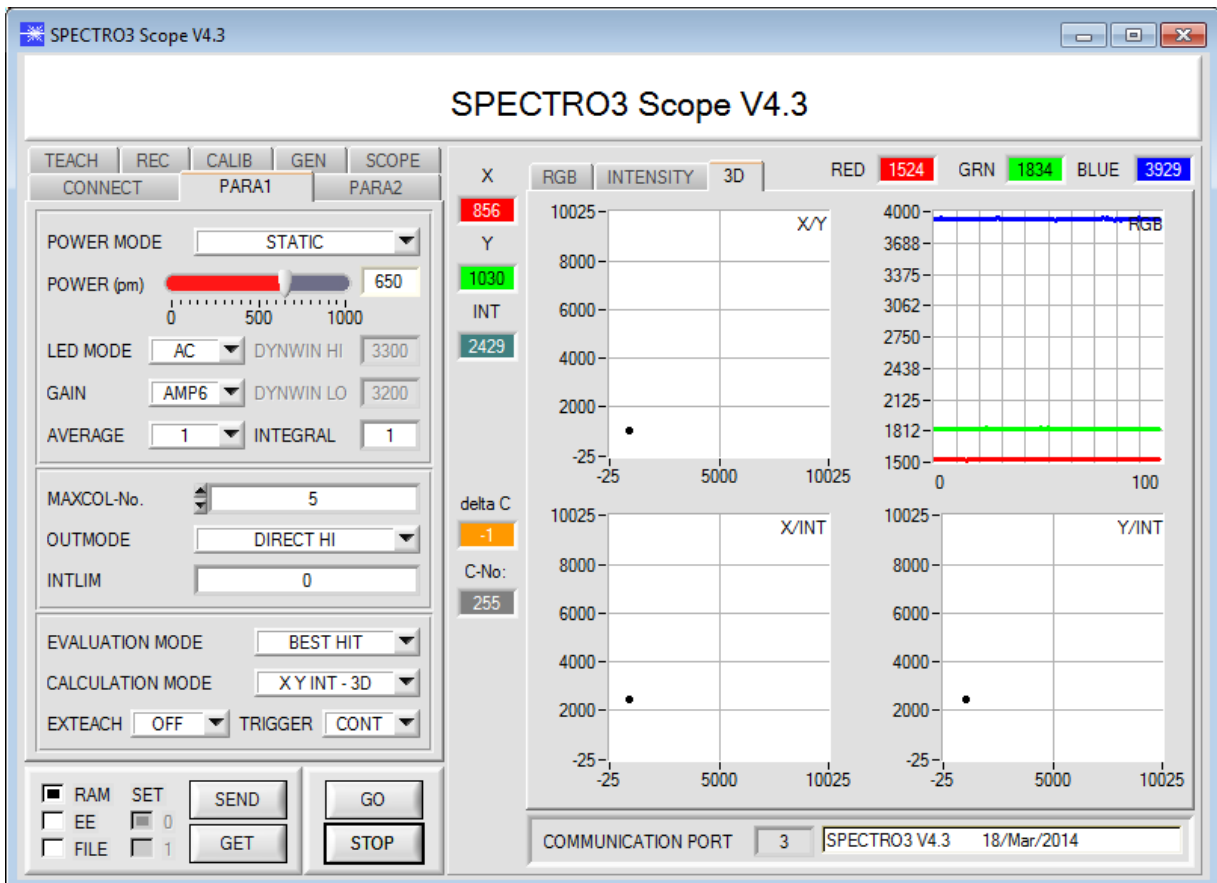 SPECTRO3 Scope V4.3
SPECTRO3 Scope V4.3
TEACH REC CALIB GEN SCOPE
CONNECT PARA1 PARA2
POWER MODE STATIC
POWER (pm) 650
0 500 1000
LED MODE AC DYNWIN HI 3300
GAIN AMP6 DYNWIN LO 3200
AVERAGE 1 INTEGRAL 1
MAXCOL-No. 5
OUTMODE DIRECT HI
INTLIM 0
EVALUATION MODE BEST HIT
CALCULATION MODE X Y INT - 3D
EXTEACH OFF TRIGGER CONT
RAM SET SEND GO
EE 0
FILE 1 GET STOP
X
856
Y
1030
INT
2429
delta C
-1
C-No:
255
RGB INTENSITY 3D RED 1524 GRN 1834 BLUE 3929
X/Y
10025
8000
6000
4000
2000
-25
-25 5000 10025
RGB
4000
3688
3375
3062
2750
2438
2125
1812
1500
0 100
X/INT
10025
8000
6000
4000
2000
-25
-25 5000 10025
Y/INT
10025
8000
6000
4000
2000
-25
-25 5000 10025
COMMUNICATION PORT 3 SPECTRO3 V4.3 18/Mar/2014